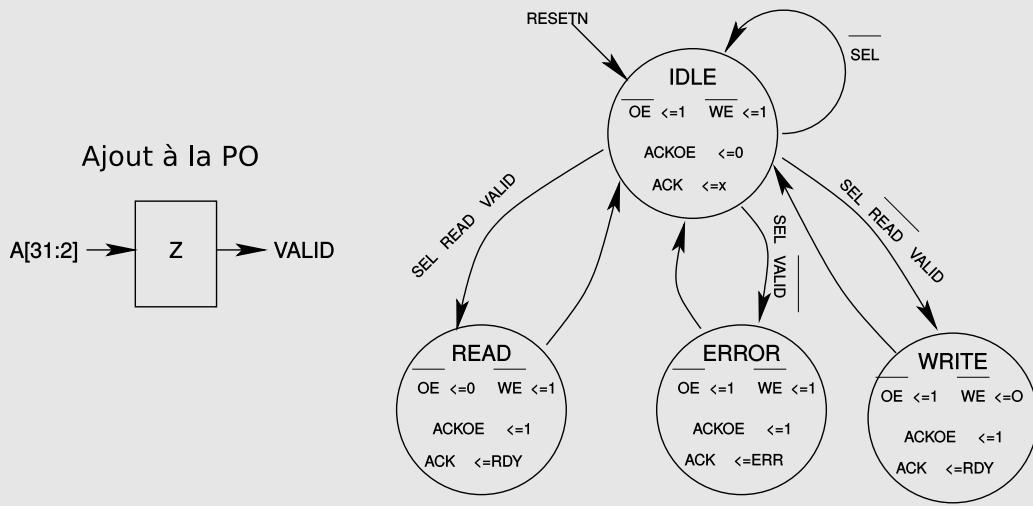 RESETN
SEL
IDLE
OE <=1 WE <=1
ACKOE <=0
ACK <=x
Ajout à la PO
A[31:2]
Z
VALID
SEL READ VALID
SEL VALID
SEL READ VALID
READ
OE <=0 WE <=1
ACKOE <=1
ACK <=RDY
ERROR
OE <=1 WE <=1
ACKOE <=1
ACK <=ERR
WRITE
OE <=1 WE <=O
ACKOE <=1
ACK <=RDY